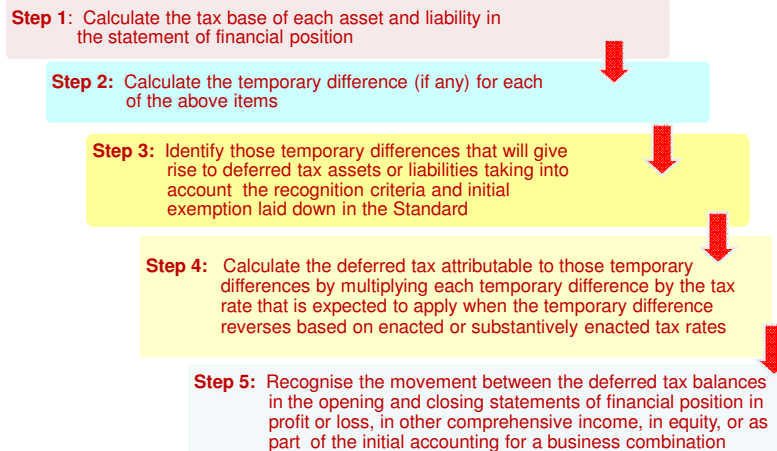 Step 1: Calculate the tax base of each asset and liability in
the statement of financial position
Step 2: Calculate the temporary difference (if any) for each
of the above items
Step 3: Identify those temporary differences that will give
rise to deferred tax assets or liabilities taking into
account the recognition criteria and initial
exemption laid down in the Standard
Step 4: Calculate the deferred tax attributable to those temporary
differences by multiplying each temporary difference by the tax
rate that is expected to apply when the temporary difference
reverses based on enacted or substantively enacted tax rates
Step 5: Recognise the movement between the deferred tax balances
in the opening and closing statements of financial position in
profit or loss, in other comprehensive income, in equity, or as
part of the initial accounting for a business combination